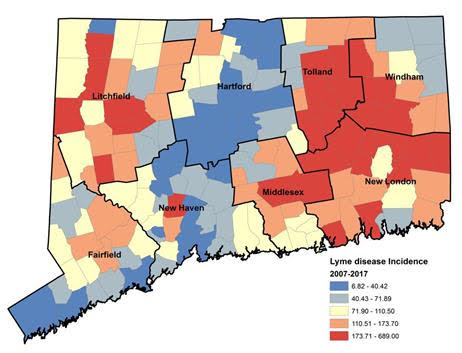 Tolland
Windham
Hartford
Litchfield
New London
Middlesex
New Haven
Fairfield
Lyme disease Incidence
2007-2017
6.82 - 40.42
40.43 - 71.89
71.90 - 110.50
110.51 - 173.70
173.71 - 689.00